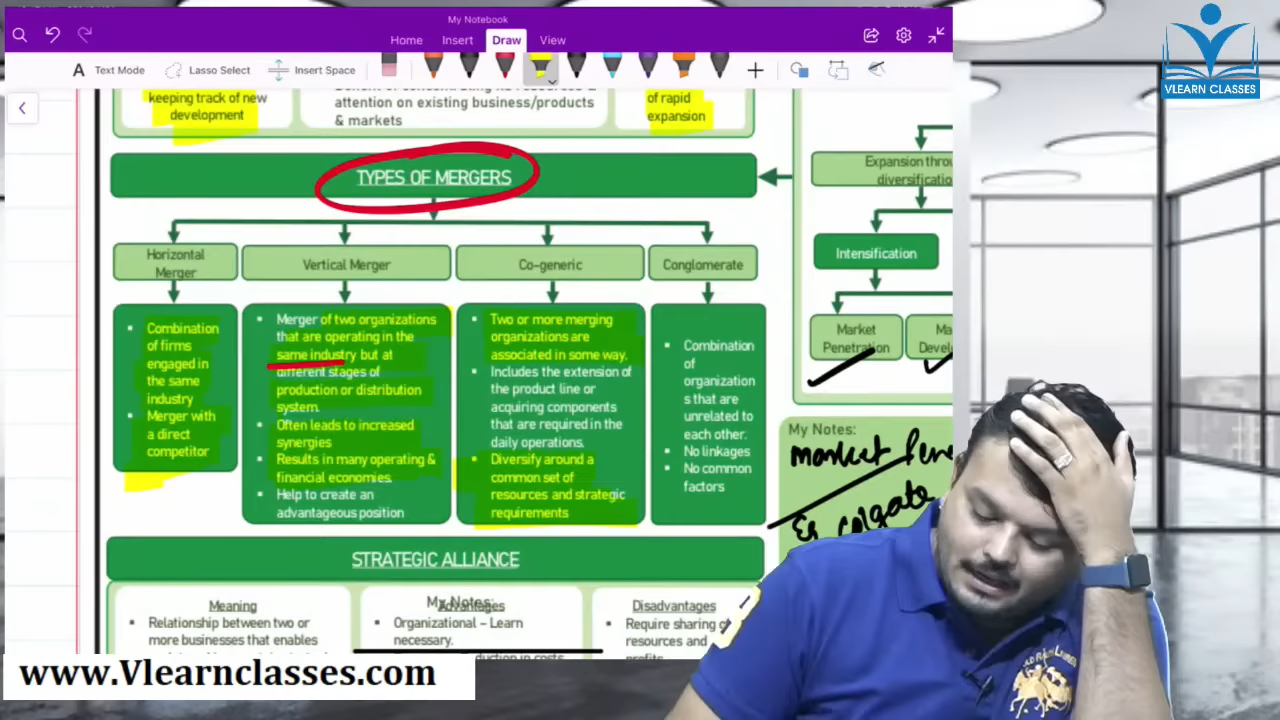 My Notebook
Home Insert Draw View
VLEARN CLASSES
A Text Mode Lasso Select Insert Space
keeping track of new
development
attention on existing business/products
& markets
of rapid
expansion
TYPES OF MERGERS
Expansion
Intensification
Market
Penetration
Horizontal
Merger
Vertical Merger
Co-generic
Conglomerate
• Combination
of firms
engaged in
the same
industry
• Merger with
a direct
competitor
• Merger of two organizations
that are operating in the
same industry but at
different stages of
production or distribution
system.
• Often leads to increased
synergies
• Results in many operating &
financial economies.
• Help to create an
advantageous position
• Two or more merging
organizations are
associated in some way.
• Includes the extension of
the product line or
acquiring components
that are required in the
daily operations.
• Diversify around a
common set of
resources and strategic
requirements
• Combination
of
organization
s that are
unrelated to
each other.
• No linkages
• No common
factors
My Notes:
Market Pene
Eg colgate
STRATEGIC ALLIANCE
Meaning
• Relationship between two or
more businesses that enables
My Notes:
Advantages
• Organizational – Learn
necessary.
Disadvantages
• Require sharing of
resources and
profits
www.Vlearnclasses.com